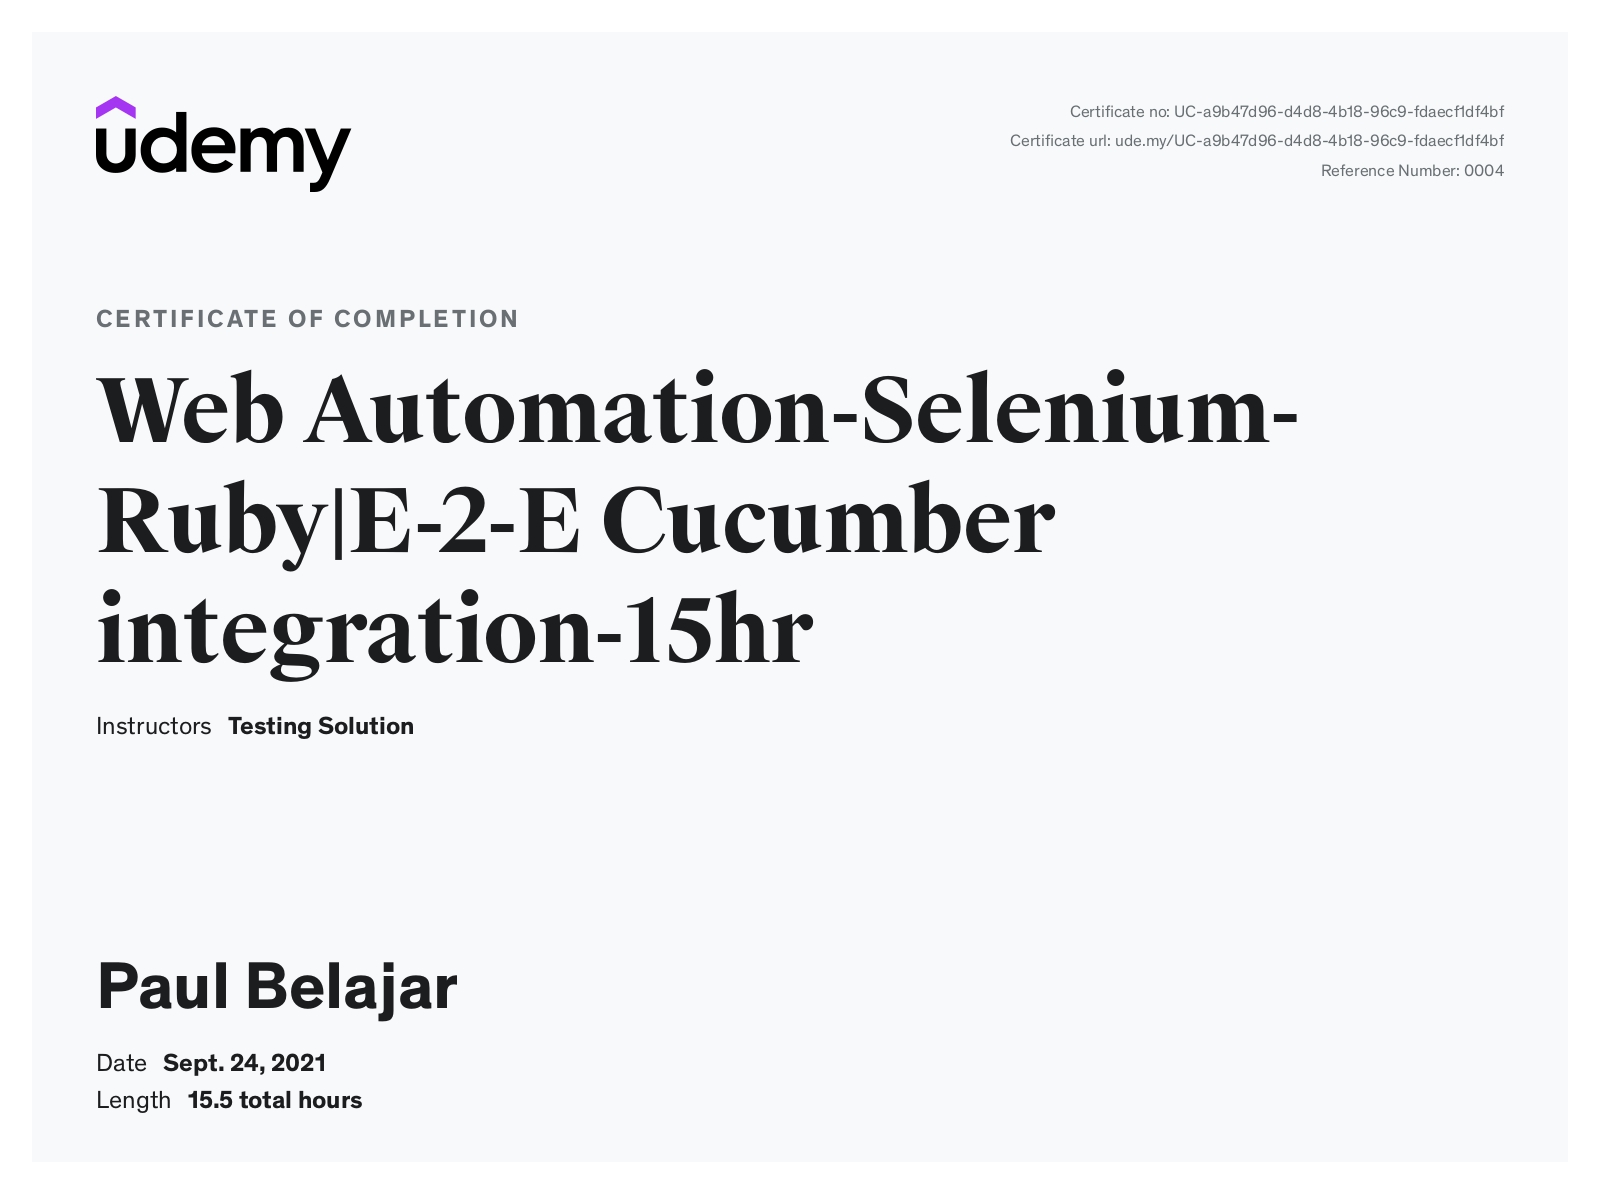 udemy
Certificate no: UC-a9b47d96-d4d8-4b18-96c9-fdaecf1df4bf
Certificate url: ude.my/UC-a9b47d96-d4d8-4b18-96c9-fdaecf1df4bf
Reference Number: 0004
CERTIFICATE OF COMPLETION
Web Automation-Selenium-
Ruby|E-2-E Cucumber
integration-15hr
Instructors Testing Solution
Paul Belajar
Date Sept. 24, 2021
Length 15.5 total hours